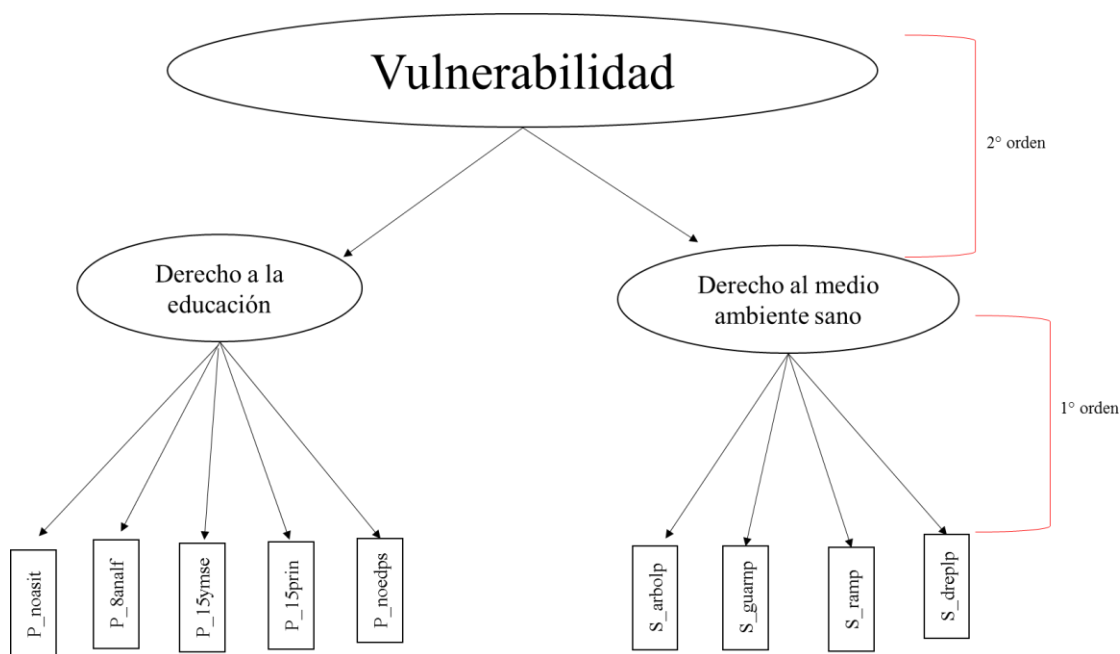 Vulnerabilidad
2° orden
Derecho a la
educación
Derecho al medio
ambiente sano
1° orden
P_noasit
P_8analf
P_15ymse
P_15prin
P_noedps
S_arbolp
S_guarnp
S_ramp
S_dreplp